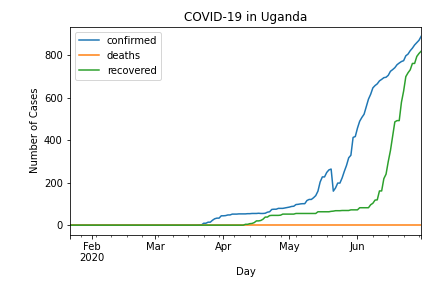 COVID-19 in Uganda
confirmed
deaths
recovered
Number of Cases
800
600
400
200
0
Feb
2020
Mar
Apr
May
Jun
Day